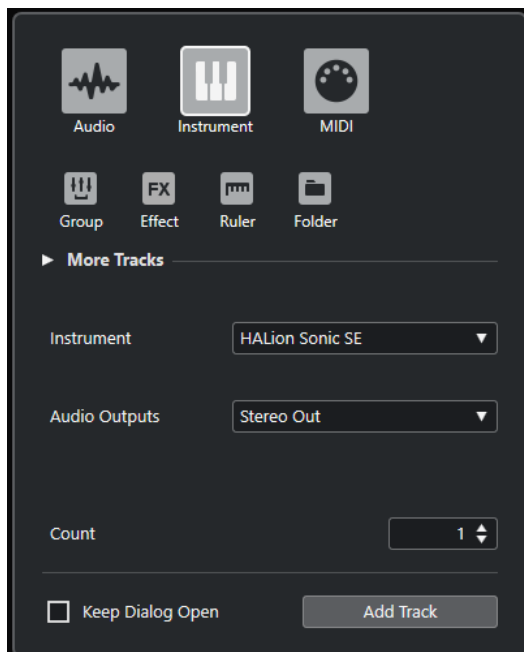 Audio Instrument MIDI
FX
Group Effect Ruler Folder
More Tracks
Instrument HALion Sonic SE
Audio Outputs Stereo Out
Count 1
Keep Dialog Open Add Track